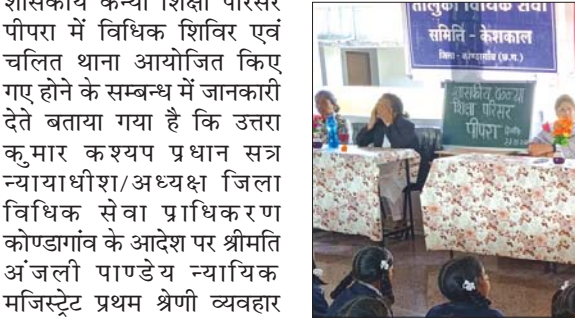 शासकीय कन्या शिक्षा परिसर
पीपरा में विधिक शिविर एवं
चलित थाना आयोजित किए
गए होने के सम्बन्ध में जानकारी
देते बताया गया है कि उत्तरा
कुमार कश्यप प्रधान सत्र
न्यायाधीश/अध्यक्ष जिला
विधिक सेवा प्राधिकरण
कोण्डागांव के आदेश पर श्रीमति
अंजली पाण्डेय न्यायिक
मजिस्ट्रेट प्रथम श्रेणी व्यवहार
तालुका विधिक सेवा
समिति - केशकाल
जिला - कोण्डागाँव (छ.ग.)
शासकीय कन्या
शिक्षा परिसर
पीपरा